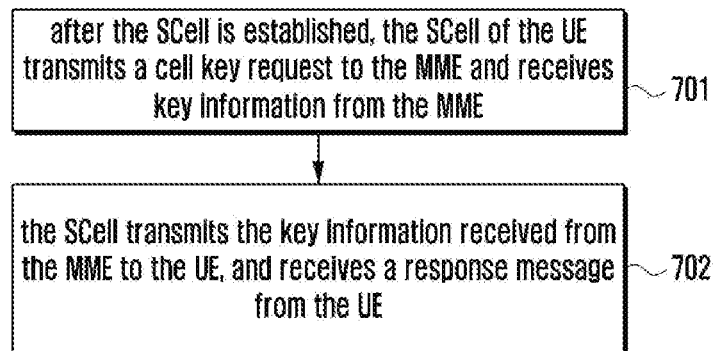 after the SCell is established, the SCell of the UE
transmits a cell key request to the MME and receives
key information from the MME
701
the SCell transmits the key information received from
the MME to the UE, and receives a response message
from the UE
702